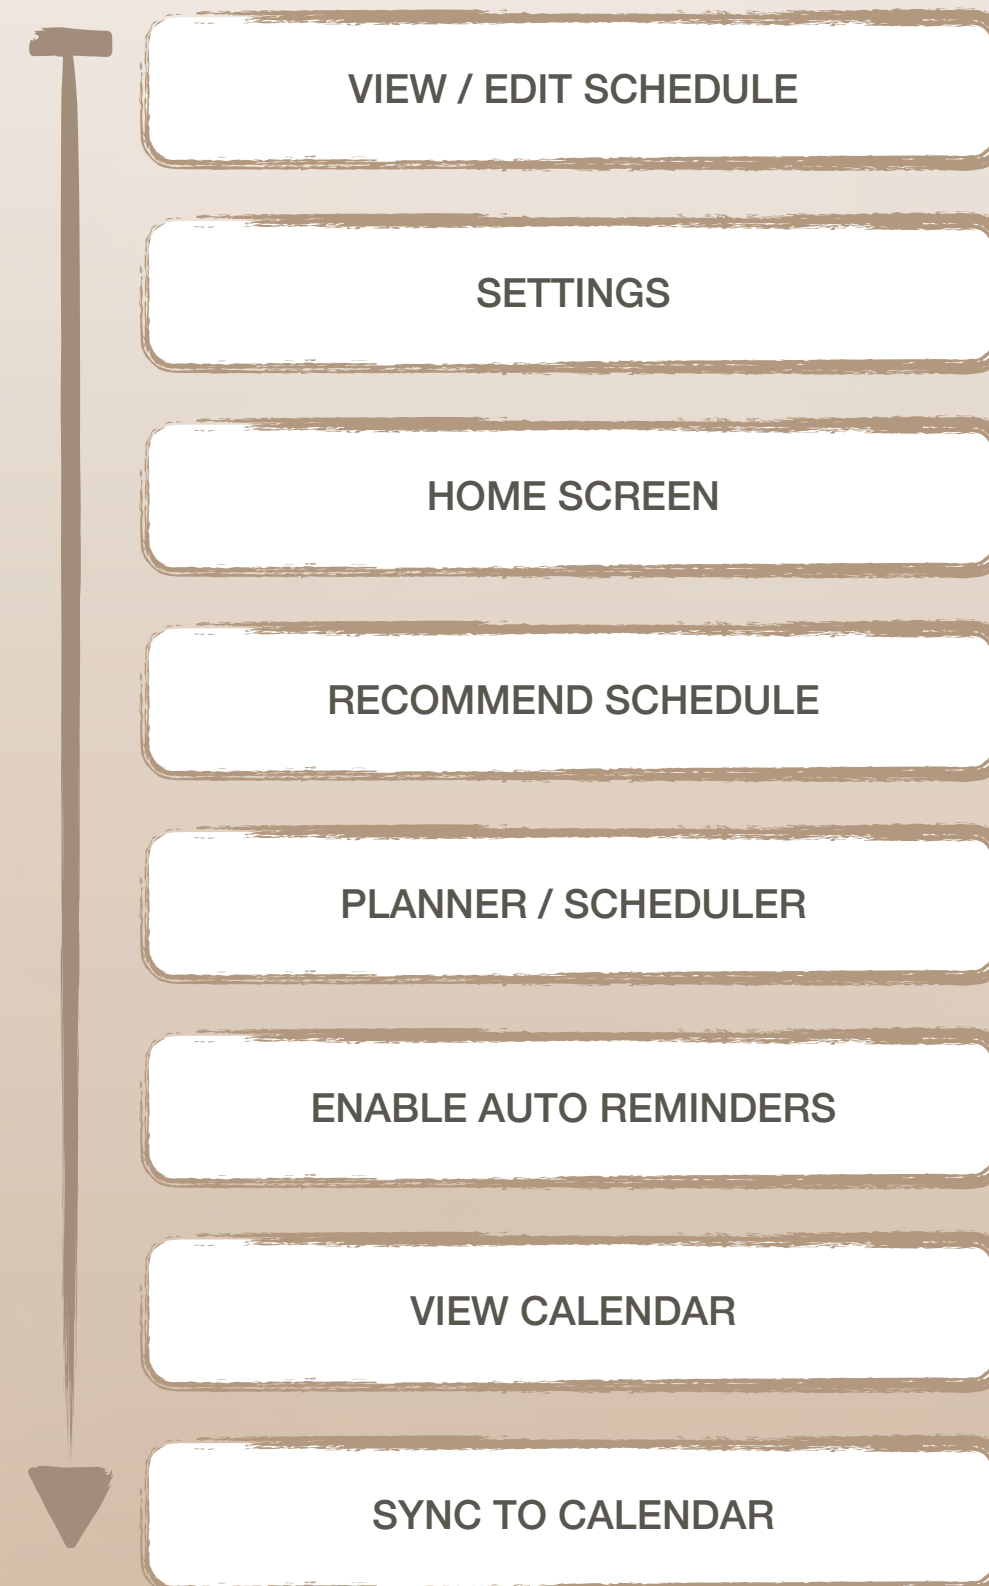 VIEW / EDIT SCHEDULE
SETTINGS
HOME SCREEN
RECOMMEND SCHEDULE
PLANNER / SCHEDULER
ENABLE AUTO REMINDERS
VIEW CALENDAR
SYNC TO CALENDAR